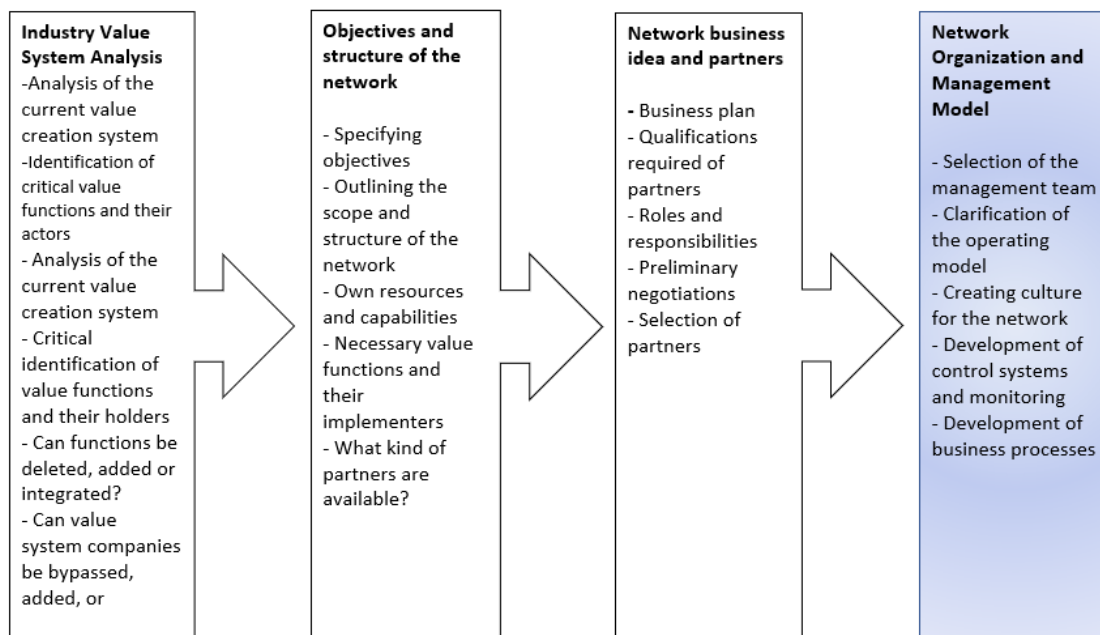 Industry Value
System Analysis
-Analysis of the
current value
creation system
-Identification of
critical value
functions and their
actors
- Analysis of the
current value
creation system
- Critical
identification of
value functions
and their holders
- Can functions be
deleted, added or
integrated?
- Can value
system companies
be bypassed,
added, or
Objectives and
structure of the
network
- Specifying
objectives
- Outlining the
scope and
structure of the
network
- Own resources
and capabilities
- Necessary value
functions and
their
implementers
- What kind of
partners are
available?
Network business
idea and partners
- Business plan
- Qualifications
required of
partners
- Roles and
responsibilities
- Preliminary
negotiations
- Selection of
partners
Network
Organization and
Management
Model
- Selection of the
management team
- Clarification of
the operating
model
- Creating culture
for the network
- Development of
control systems
and monitoring
- Development of
business processes